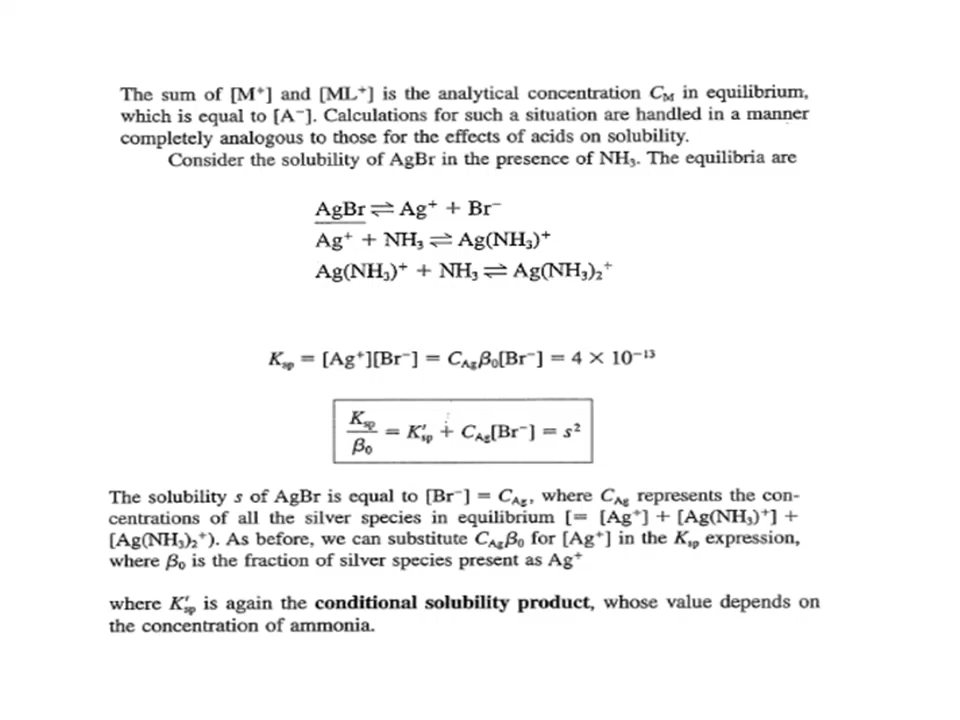 The sum of [M⁺] and [ML⁺] is the analytical concentration C_M in equilibrium,
which is equal to [A⁻]. Calculations for such a situation are handled in a manner
completely analogous to those for the effects of acids on solubility.
Consider the solubility of AgBr in the presence of NH₃. The equilibria are
AgBr ⇌ Ag⁺ + Br⁻
Ag⁺ + NH₃ ⇌ Ag(NH₃)⁺
Ag(NH₃)⁺ + NH₃ ⇌ Ag(NH₃)₂⁺
K_sp = [Ag⁺][Br⁻] = C_Ag β₀[Br⁻] = 4 × 10⁻¹³
K_sp / β₀ = K′_sp + C_Ag[Br⁻] = s²
The solubility s of AgBr is equal to [Br⁻] = C_Ag, where C_Ag represents the con-
centrations of all the silver species in equilibrium [= [Ag⁺] + [Ag(NH₃)⁺] +
[Ag(NH₃)₂⁺). As before, we can substitute C_Ag β₀ for [Ag⁺] in the K_sp expression,
where β₀ is the fraction of silver species present as Ag⁺
where K′_sp is again the conditional solubility product, whose value depends on
the concentration of ammonia.